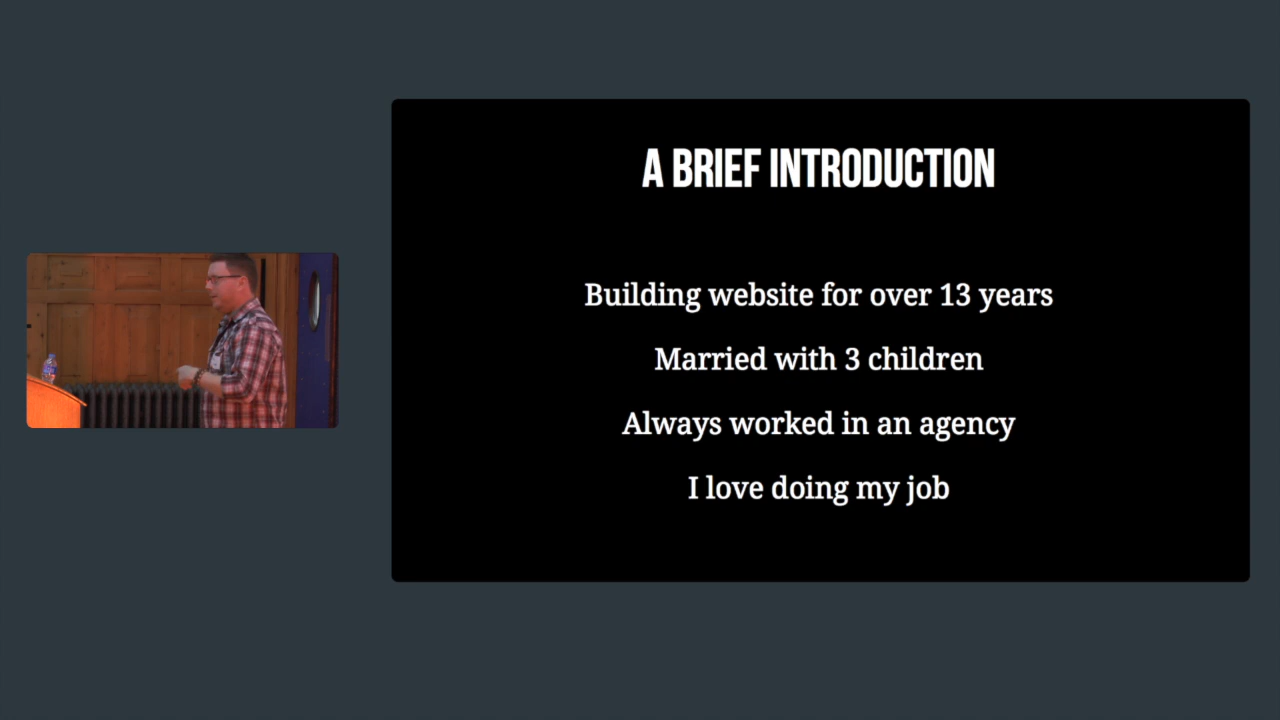 A BRIEF INTRODUCTION
Building website for over 13 years
Married with 3 children
Always worked in an agency
I love doing my job